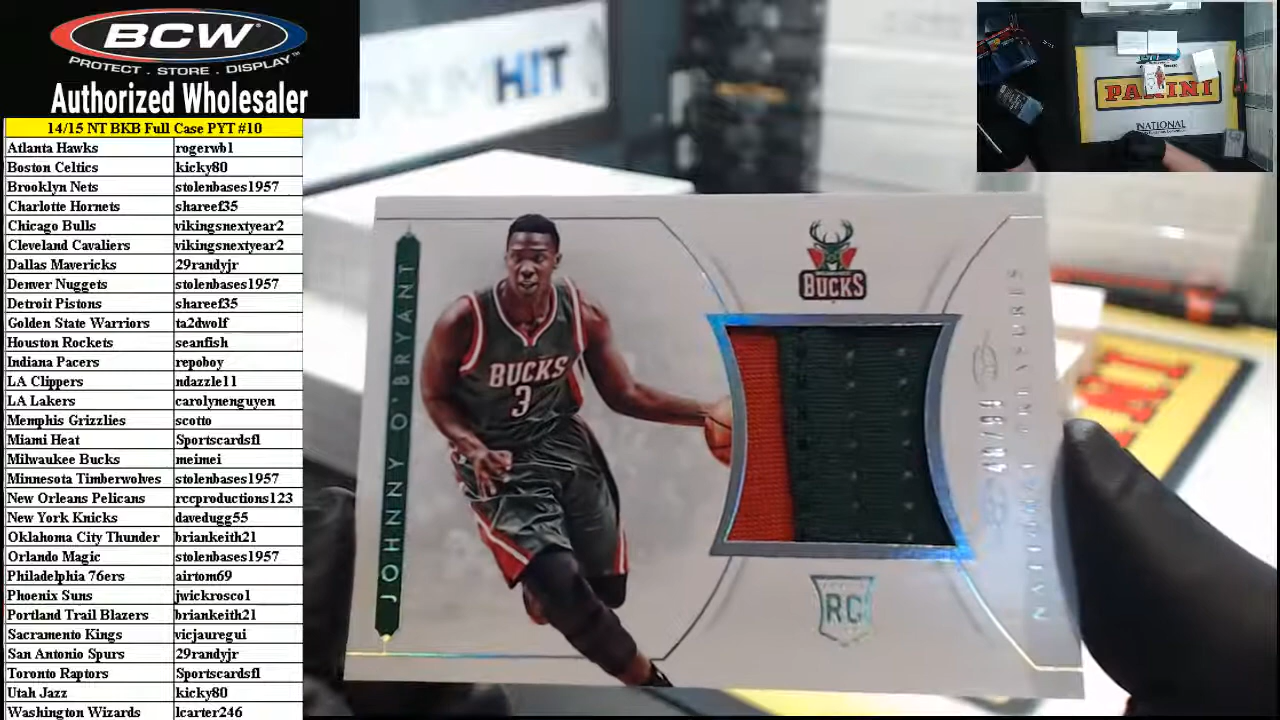 BCW™
PROTECT . STORE . DISPLAY
Authorized Wholesaler
14/15 NT BKB Full Case PYT #10
Atlanta Hawks rogerwb1
Boston Celtics kicky80
Brooklyn Nets stolenbases1957
Charlotte Hornets shareef35
Chicago Bulls vikingsnextyear2
Cleveland Cavaliers vikingsnextyear2
Dallas Mavericks 29randyjr
Denver Nuggets stolenbases1957
Detroit Pistons shareef35
Golden State Warriors ta2dwolf
Houston Rockets seanfish
Indiana Pacers repoboy
LA Clippers ndazzle11
LA Lakers carolynenguyen
Memphis Grizzlies scotto
Miami Heat Sportscardsfl
Milwaukee Bucks meimei
Minnesota Timberwolves stolenbases1957
New Orleans Pelicans rccproductions123
New York Knicks davedugg55
Oklahoma City Thunder briankeith21
Orlando Magic stolenbases1957
Philadelphia 76ers airtom69
Phoenix Suns jwickrosco1
Portland Trail Blazers briankeith21
Sacramento Kings vicjauregui
San Antonio Spurs 29randyjr
Toronto Raptors Sportscardsfl
Utah Jazz kicky80
Washington Wizards lcarter246
HIT
JOHNNY O'BRYANT
BUCKS
3
BUCKS
RC
NATIONAL TREASURES
PANINI
NATIONAL